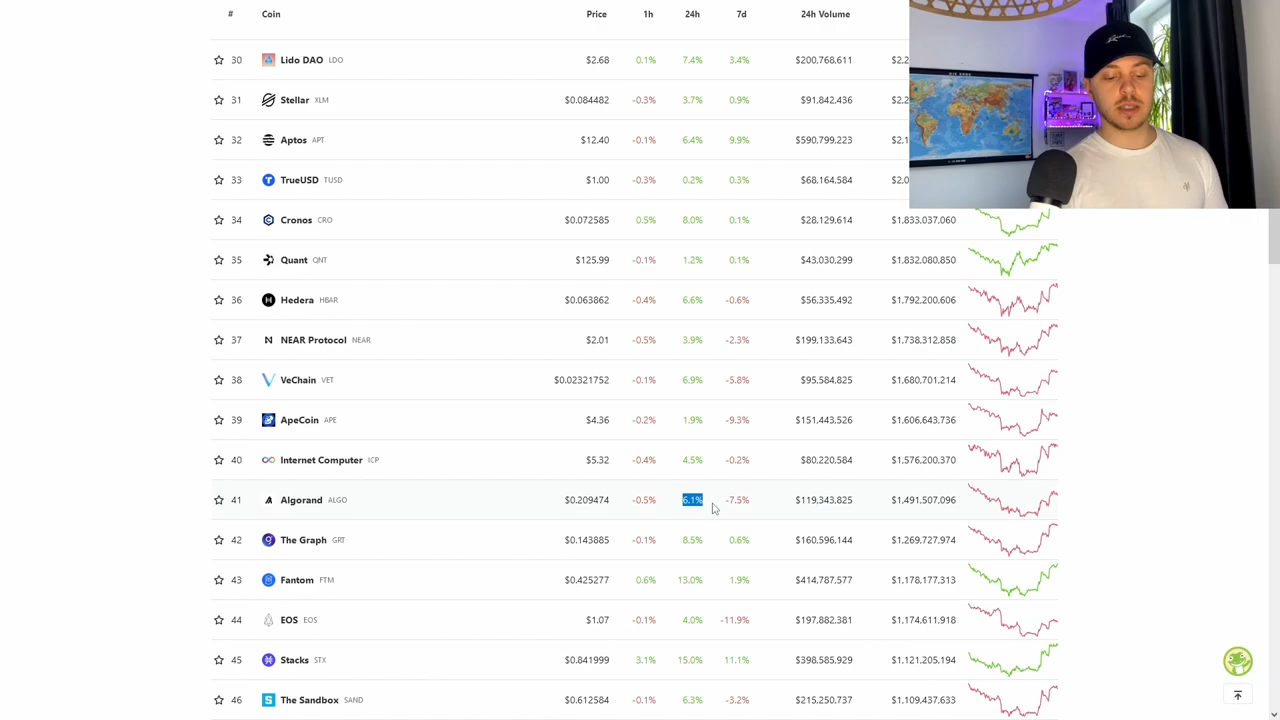 # Coin Price 1h 24h 7d 24h Volume
30 Lido DAO LDO $2.68 0.1% 7.4% 3.4% $200,768,611 $2.2
31 Stellar XLM $0.084482 -0.3% 3.7% 0.9% $91,842,436 $2.2
32 Aptos APT $12.40 -0.1% 6.4% 9.9% $590,799,223 $2.1
33 TrueUSD TUSD $1.00 -0.3% 0.2% 0.3% $68,164,584 $2.0
34 Cronos CRO $0.072585 0.5% 8.0% 0.1% $28,129,614 $1,833,037,060
35 Quant QNT $125.99 -0.1% 1.2% 0.1% $43,030,299 $1,832,080,850
36 Hedera HBAR $0.063862 -0.4% 6.6% -0.6% $56,335,492 $1,792,200,606
37 NEAR Protocol NEAR $2.01 -0.5% 3.9% -2.3% $199,133,643 $1,738,312,858
38 VeChain VET $0.02321752 -0.1% 6.9% -5.8% $95,584,825 $1,680,701,214
39 ApeCoin APE $4.36 -0.2% 1.9% -9.3% $151,443,526 $1,606,643,736
40 Internet Computer ICP $5.32 -0.4% 4.5% -0.2% $80,220,584 $1,576,200,370
41 Algorand ALGO $0.209474 -0.5% 6.1% -7.5% $119,343,825 $1,491,507,096
42 The Graph GRT $0.143885 -0.1% 8.5% 0.6% $160,596,144 $1,269,727,974
43 Fantom FTM $0.425277 0.6% 13.0% 1.9% $414,787,577 $1,178,177,313
44 EOS EOS $1.07 -0.1% 4.0% -11.9% $197,882,381 $1,174,611,918
45 Stacks STX $0.841999 3.1% 15.0% 11.1% $398,585,929 $1,121,205,194
46 The Sandbox SAND $0.612584 -0.1% 6.3% -3.2% $215,250,737 $1,109,437,633